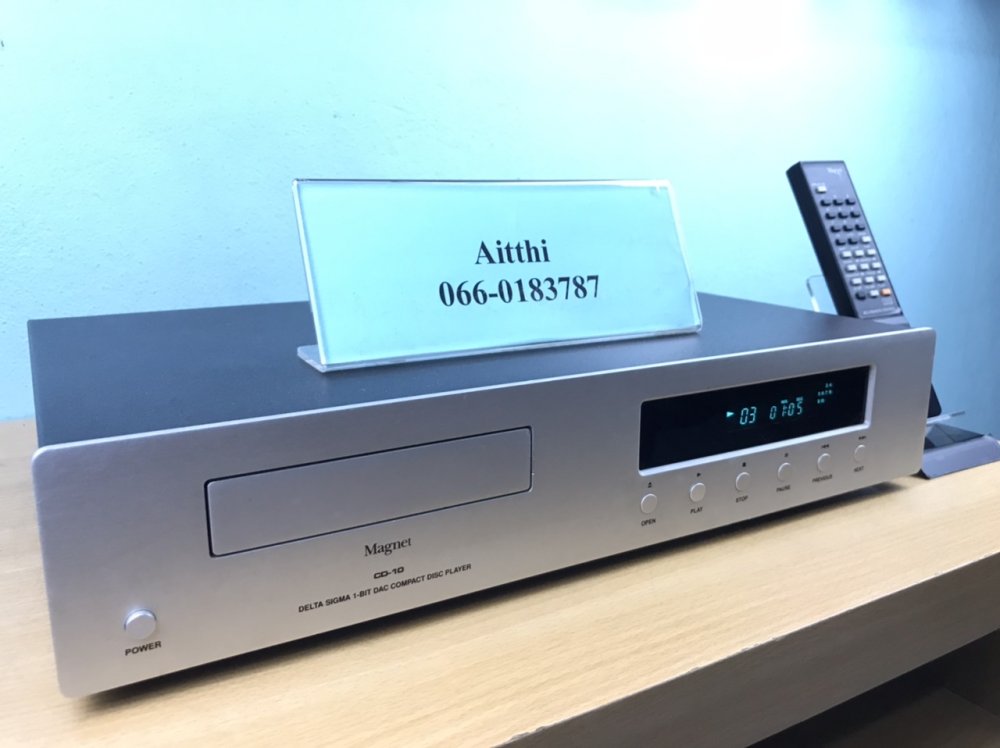 Aitthi
066-0183787
03 01:05
OPEN
PLAY
STOP
PAUSE
PREVIOUS
NEXT
Magnet
CD-10
DELTA SIGMA 1-BIT DAC COMPACT DISC PLAYER
POWER